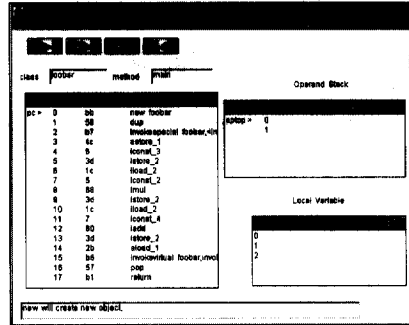 class foobar method main
Operand Stack
pc > 0 bb new foobar
1 59 dup
2 b7 invokespecial foobar,<in
3 4c astore_1
4 6 iconst_3
5 3d istore_2
6 1c iload_2
7 5 iconst_2
8 68 imul
9 3d istore_2
10 1c iload_2
11 7 iconst_4
12 60 iadd
13 3d istore_2
14 2b aload_1
15 b6 invokevirtual foobar,invol
16 57 pop
17 b1 return
optop > 0
1
Local Variable
0
1
2
new will create new object.